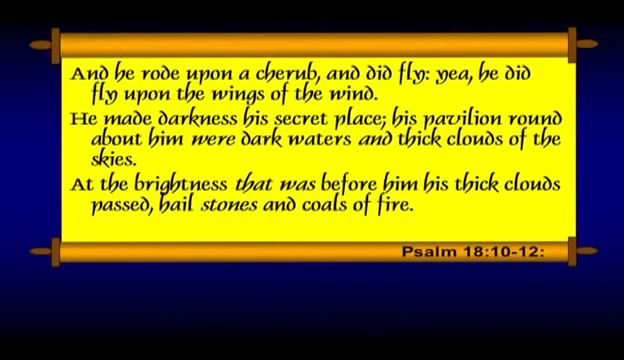 And he rode upon a cherub, and did fly: yea, he did
fly upon the wings of the wind.
He made darkness his secret place; his pavilion round
about him were dark waters and thick clouds of the
skies.
At the brightness that was before him his thick clouds
passed, hail stones and coals of fire.
Psalm 18:10-12: